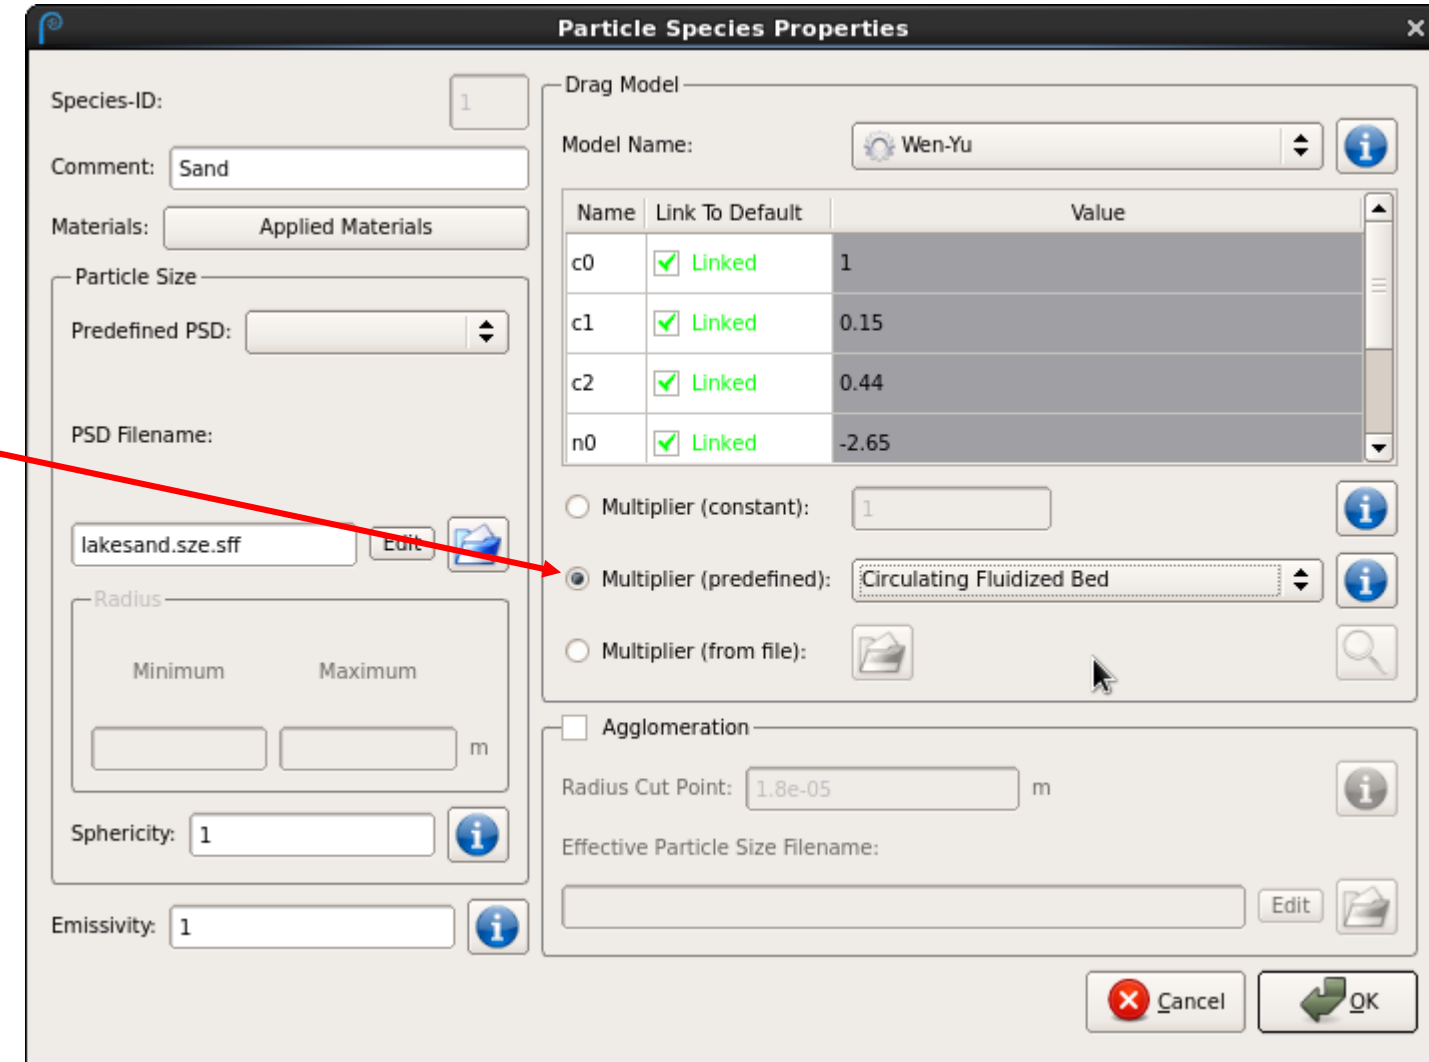 Particle Species Properties
Species-ID: 1
Comment: Sand
Materials: Applied Materials
Particle Size
Predefined PSD:
PSD Filename:
lakesand.sze.sff Edit
Radius
Minimum Maximum
m
Sphericity: 1
Emissivity: 1
Drag Model
Model Name: Wen-Yu
Name Link To Default Value
c0 Linked 1
c1 Linked 0.15
c2 Linked 0.44
n0 Linked -2.65
Multiplier (constant): 1
Multiplier (predefined): Circulating Fluidized Bed
Multiplier (from file):
Agglomeration
Radius Cut Point: 1.8e-05 m
Effective Particle Size Filename:
Edit
Cancel OK